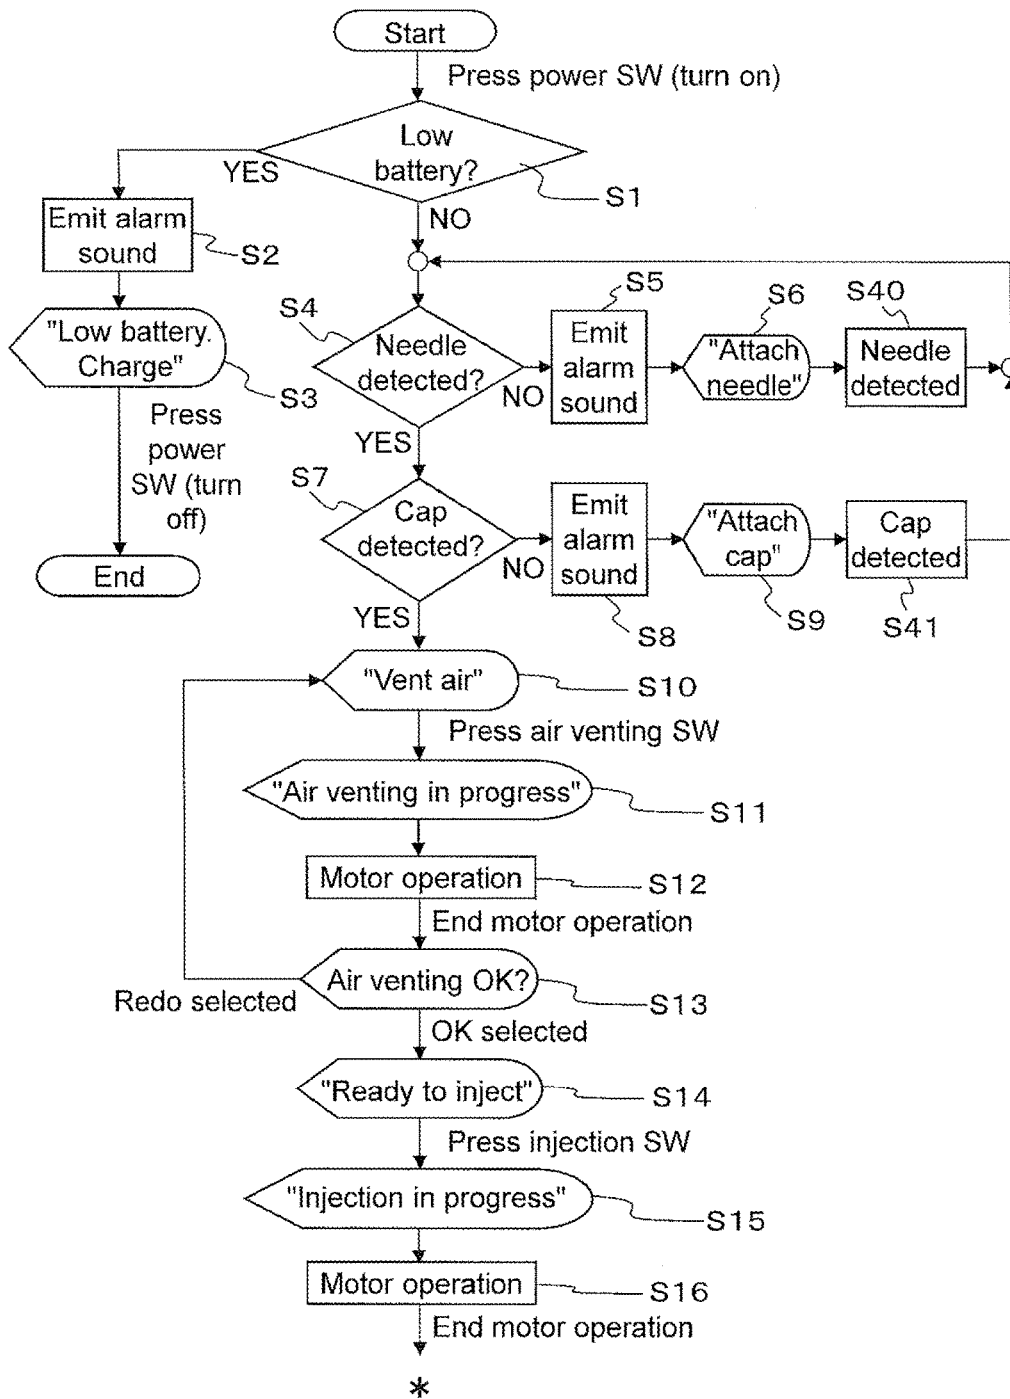 Start
Press power SW (turn on)
Low
battery?
YES
S1
NO
Emit alarm
sound
S2
"Low battery.
Charge"
S3
Press
power
SW (turn
off)
End
S4
Needle
detected?
NO
YES
S5
Emit
alarm
sound
S6
"Attach
needle"
S40
Needle
detected
S7
Cap
detected?
NO
YES
Emit
alarm
sound
S8
"Attach
cap"
S9
Cap
detected
S41
"Vent air"
S10
Press air venting SW
"Air venting in progress"
S11
Motor operation
S12
End motor operation
Air venting OK?
S13
Redo selected
OK selected
"Ready to inject"
S14
Press injection SW
"Injection in progress"
S15
Motor operation
S16
End motor operation
*